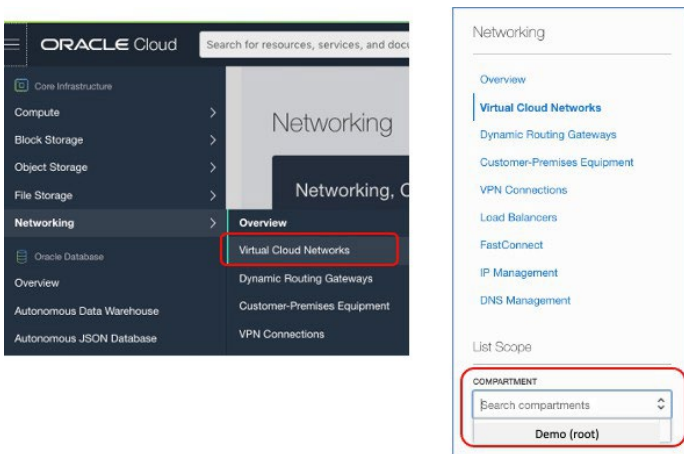 ORACLE Cloud
Search for resources, services, and docu
Core Infrastructure
Compute
Block Storage
Object Storage
File Storage
Networking
Oracle Database
Overview
Autonomous Data Warehouse
Autonomous JSON Database
Networking
Networking, C
Overview
Virtual Cloud Networks
Dynamic Routing Gateways
Customer-Premises Equipment
VPN Connections
Networking
Overview
Virtual Cloud Networks
Dynamic Routing Gateways
Customer-Premises Equipment
VPN Connections
Load Balancers
FastConnect
IP Management
DNS Management
List Scope
COMPARTMENT
Search compartments
Demo (root)